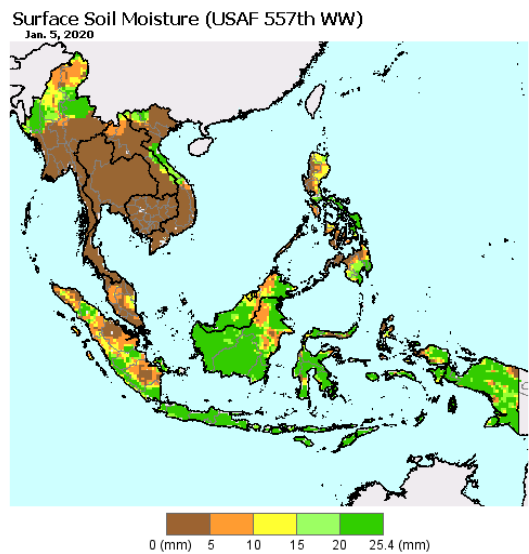 Surface Soil Moisture (USAF 557th WW)
Jan. 5, 2020
0 (mm) 5 10 15 20 25.4 (mm)